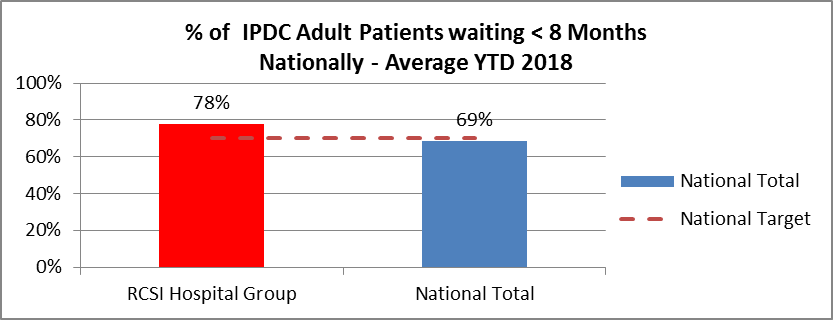 % of  IPDC Adult Patients waiting < 8 Months
Nationally - Average YTD 2018
100%
80%
60%
40%
20%
0%
78%
69%
RCSI Hospital Group
National Total
National Total
National Target